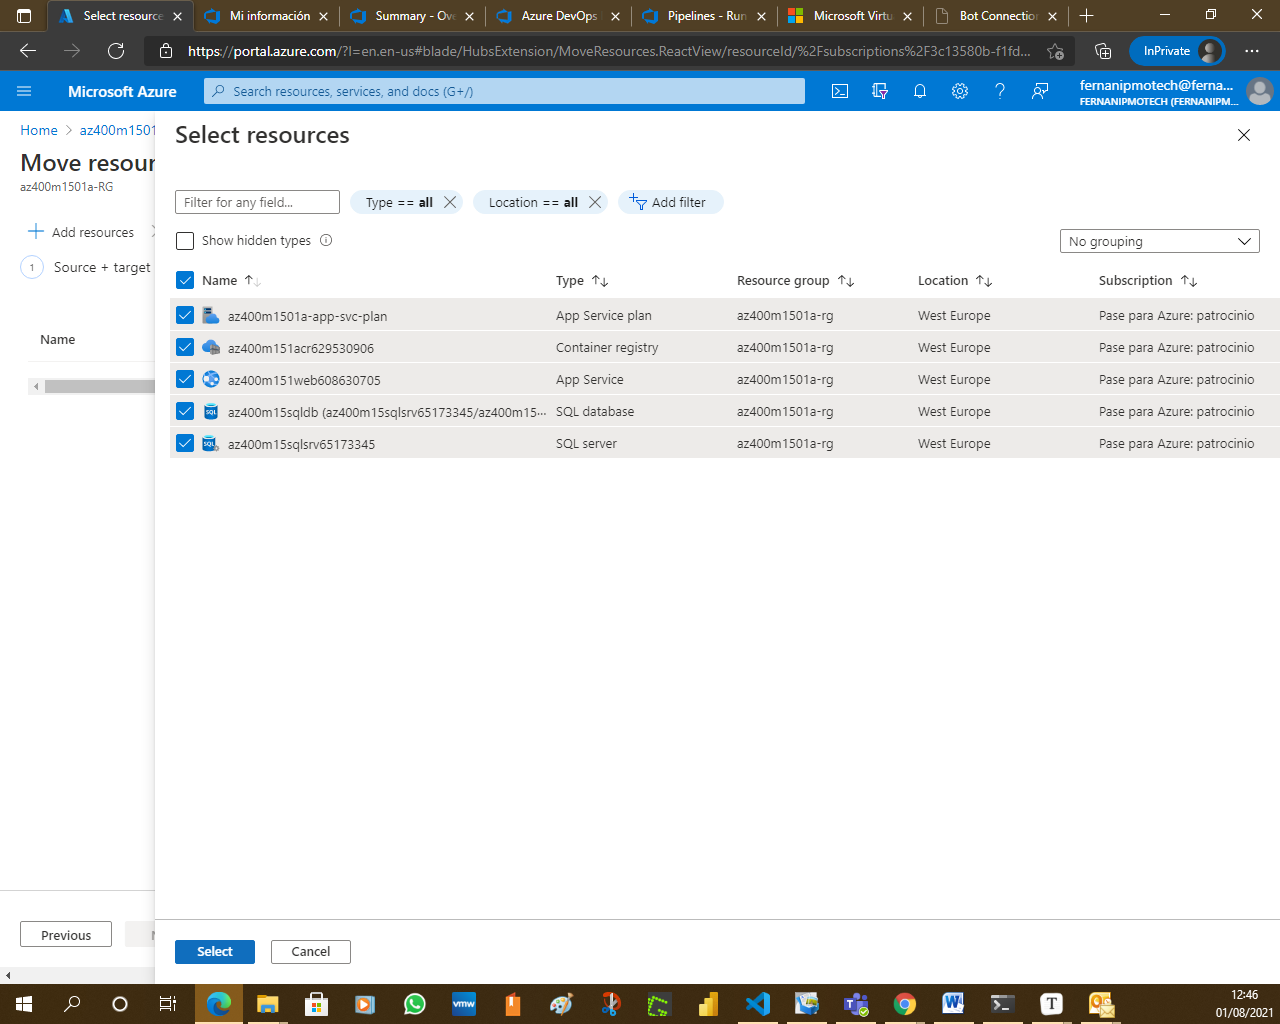 Select resource
Mi información
Summary - Ove
Azure DevOps
Pipelines - Run
Microsoft Virtu
Bot Connection
https://portal.azure.com/?l=en.en-us#blade/HubsExtension/MoveResources.ReactView/resourceId/%2Fsubscriptions%2F3c13580b-f1fd...
InPrivate
Microsoft Azure
Search resources, services, and docs (G+/)
fernanipmotech@ferna...
FERNANIPMOTECH (FERNANIPM...
Home > az400m1501
Move resour
az400m1501a-RG
Add resources
1 Source + target
Name
Previous
Select resources
Filter for any field...
Type == all
Location == all
Add filter
Show hidden types
No grouping
Name Type Resource group Location Subscription
az400m1501a-app-svc-plan App Service plan az400m1501a-rg West Europe Pase para Azure: patrocinio
az400m151acr629530906 Container registry az400m1501a-rg West Europe Pase para Azure: patrocinio
az400m151web608630705 App Service az400m1501a-rg West Europe Pase para Azure: patrocinio
az400m15sqldb (az400m15sqlsrv65173345/az400m15... SQL database az400m1501a-rg West Europe Pase para Azure: patrocinio
az400m15sqlsrv65173345 SQL server az400m1501a-rg West Europe Pase para Azure: patrocinio
Select
Cancel
vmw
12:46
01/08/2021